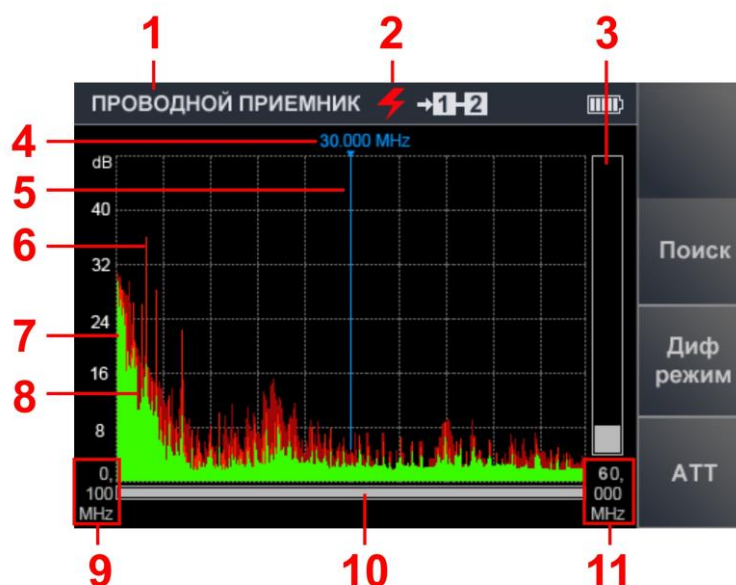 1 2 3
ПРОВОДНОЙ ПРИЕМНИК →1-2
4 30.000 MHz
dB
5
40
6
Поиск
32
7
24
Диф
режим
16
8
8
АТТ
0,
100
MHz
60,
000
MHz
9 10 11